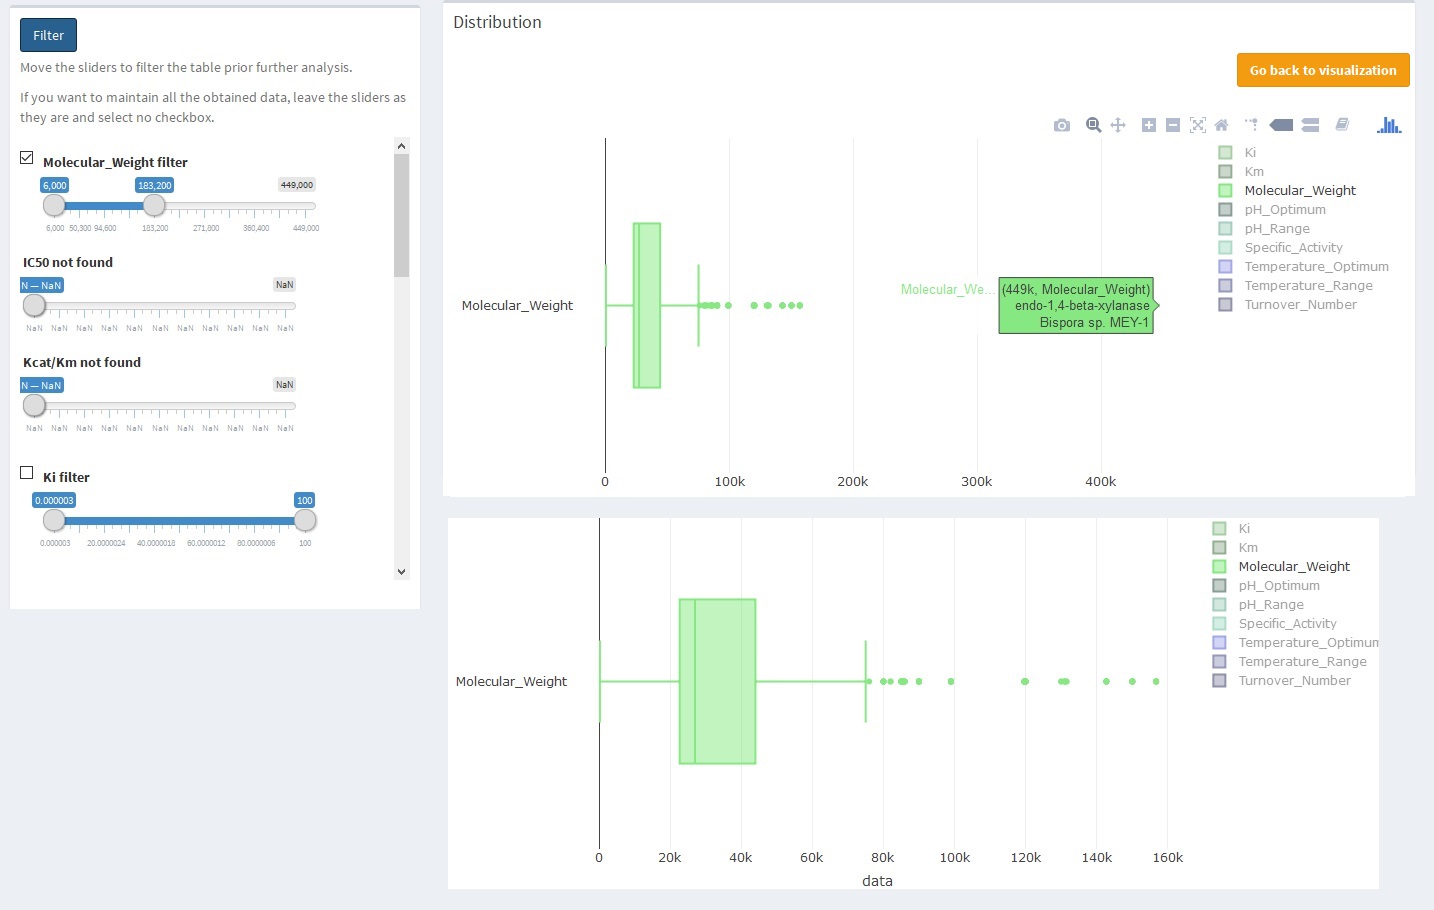 Filter
Move the sliders to filter the table prior further analysis.
If you want to maintain all the obtained data, leave the sliders as
they are and select no checkbox.
Molecular_Weight filter
6,000 183,200 449,000
6,000 50,300 94,600 183,200 271,800 360,400 449,000
IC50 not found
N — NaN NaN
NaN NaN NaN NaN NaN NaN NaN NaN NaN NaN NaN
Kcat/Km not found
N — NaN NaN
NaN NaN NaN NaN NaN NaN NaN NaN NaN NaN NaN
Ki filter
0.000003 100
0.000003 20.0000024 40.0000018 60.0000012 80.0000006 100
Distribution
Go back to visualization
Ki
Km
Molecular_Weight
pH_Optimum
pH_Range
Specific_Activity
Temperature_Optimum
Temperature_Range
Turnover_Number
Molecular_Weight
Molecular_We...
(449k, Molecular_Weight)
endo-1,4-beta-xylanase
Bispora sp. MEY-1
0 100k 200k 300k 400k
Ki
Km
Molecular_Weight
pH_Optimum
pH_Range
Specific_Activity
Temperature_Optimum
Temperature_Range
Turnover_Number
Molecular_Weight
0 20k 40k 60k 80k 100k 120k 140k 160k
data